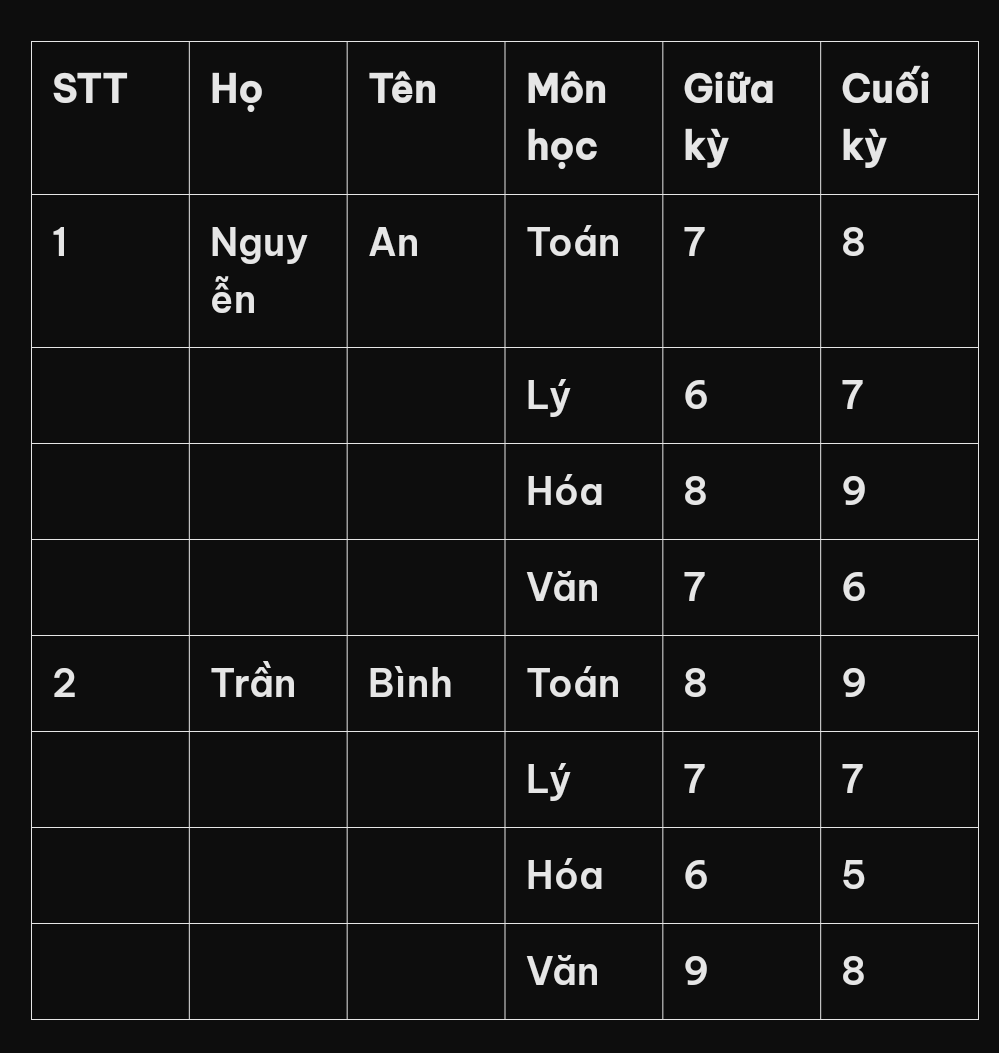 STT Họ Tên Môn học Giữa kỳ Cuối kỳ
1 Nguyễn An Toán 7 8
Lý 6 7
Hóa 8 9
Văn 7 6
2 Trần Bình Toán 8 9
Lý 7 7
Hóa 6 5
Văn 9 8